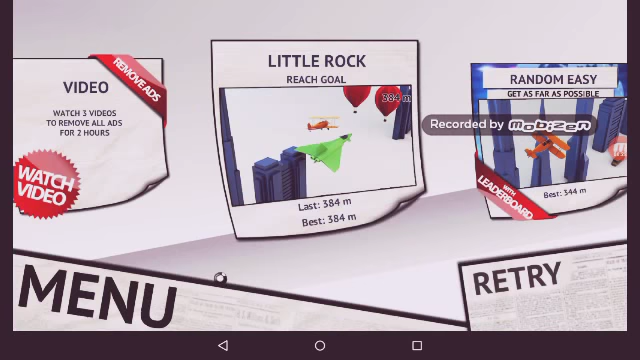 VIDEO
REMOVE ADS
WATCH 3 VIDEOS
TO REMOVE ALL ADS
FOR 2 HOURS
WATCH
VIDEO
LITTLE ROCK
REACH GOAL
384 m
Last: 384 m
Best: 384 m
RANDOM EASY
GET AS FAR AS POSSIBLE
Recorded by mobizen
Best: 344 m
WITH
LEADERBOARD
MENU
RETRY